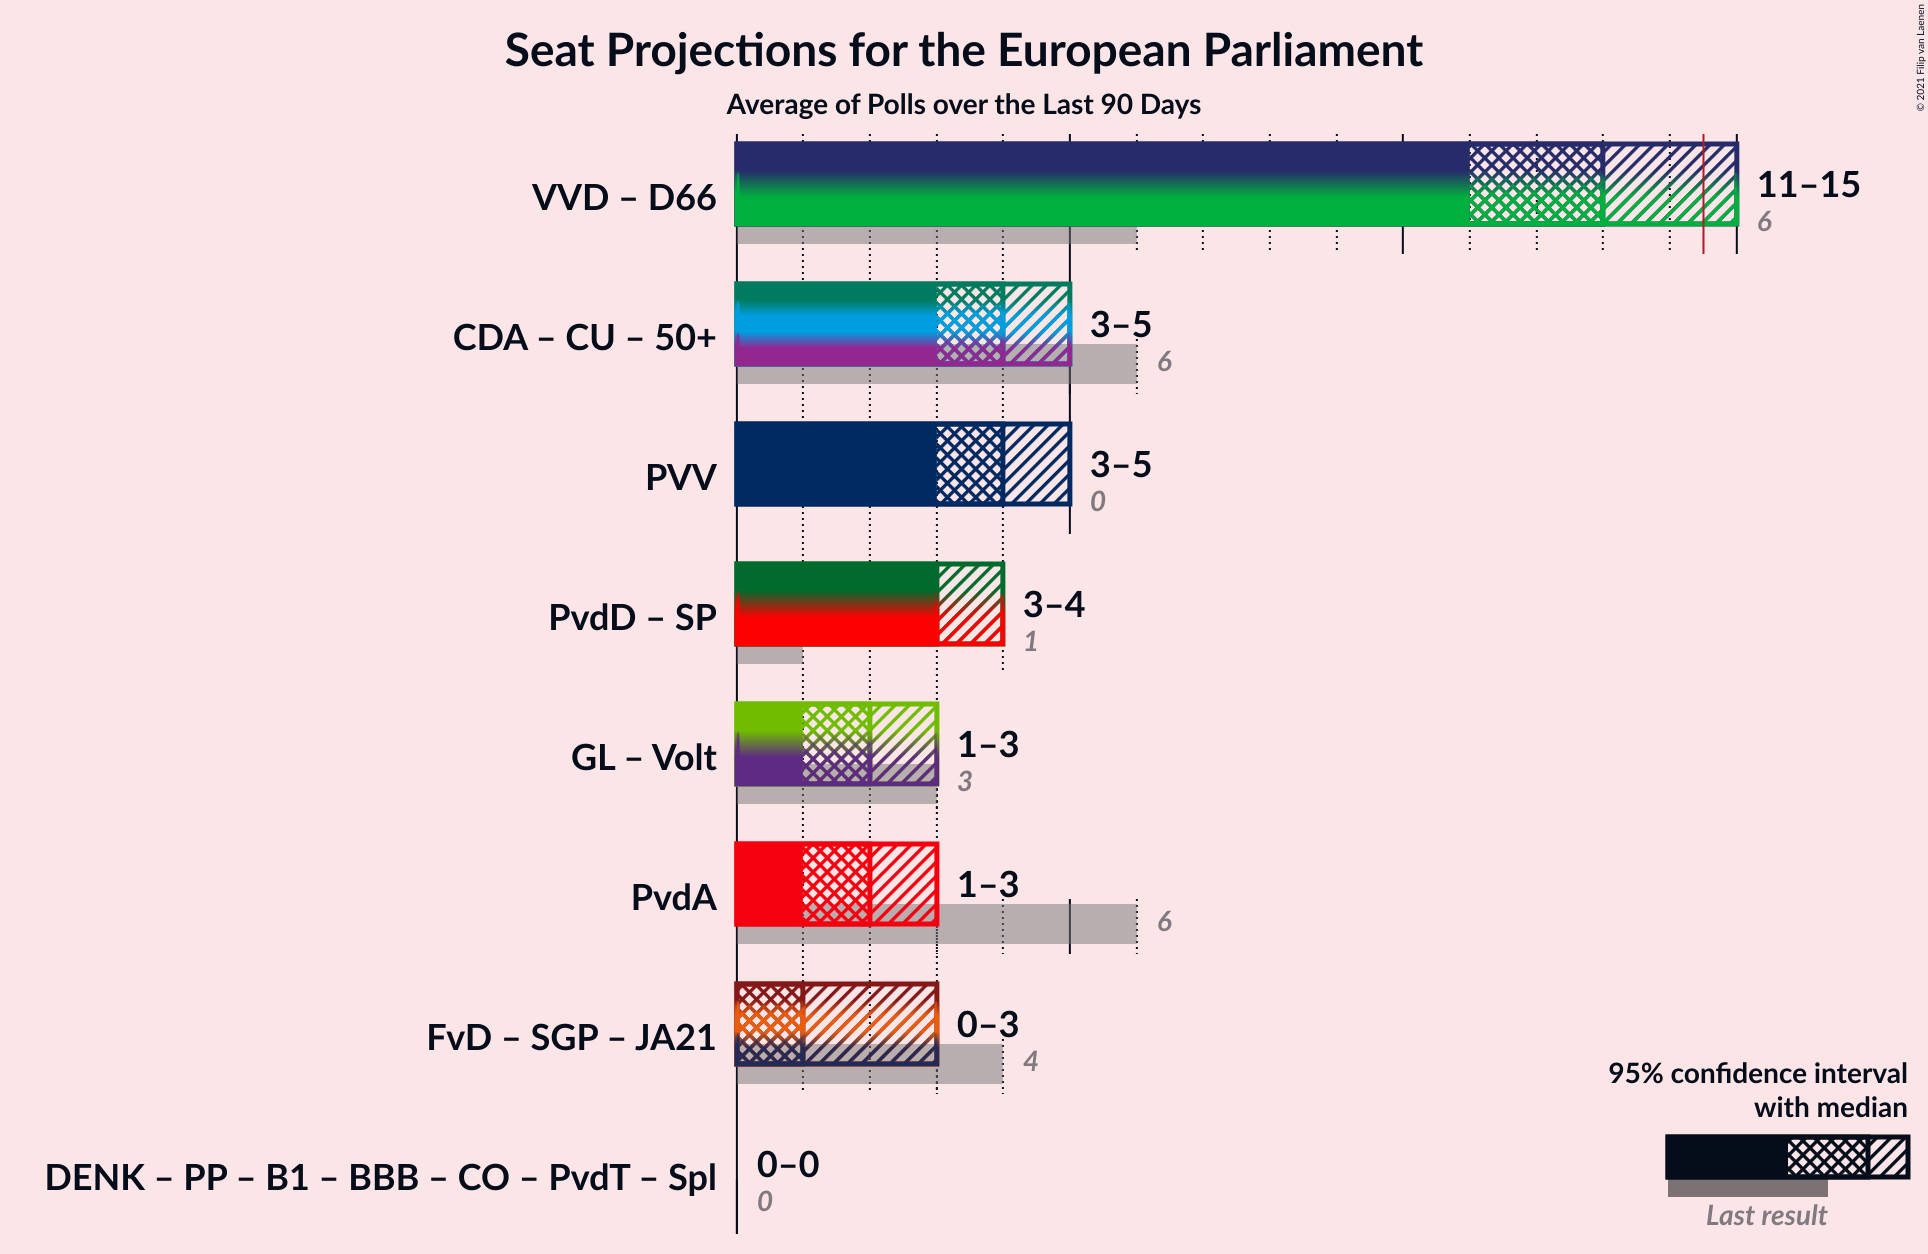 Seat Projections for the European Parliament
Average of Polls over the Last 90 Days
© 2021 Filip van Laenen
VVD – D66
11–15
6
CDA – CU – 50+
3–5
6
PVV
3–5
0
PvdD – SP
3–4
1
GL – Volt
1–3
3
PvdA
1–3
6
FvD – SGP – JA21
0–3
4
DENK – PP – B1 – BBB – CO – PvdT – Spl
0–0
0
95% confidence interval
with median
Last result